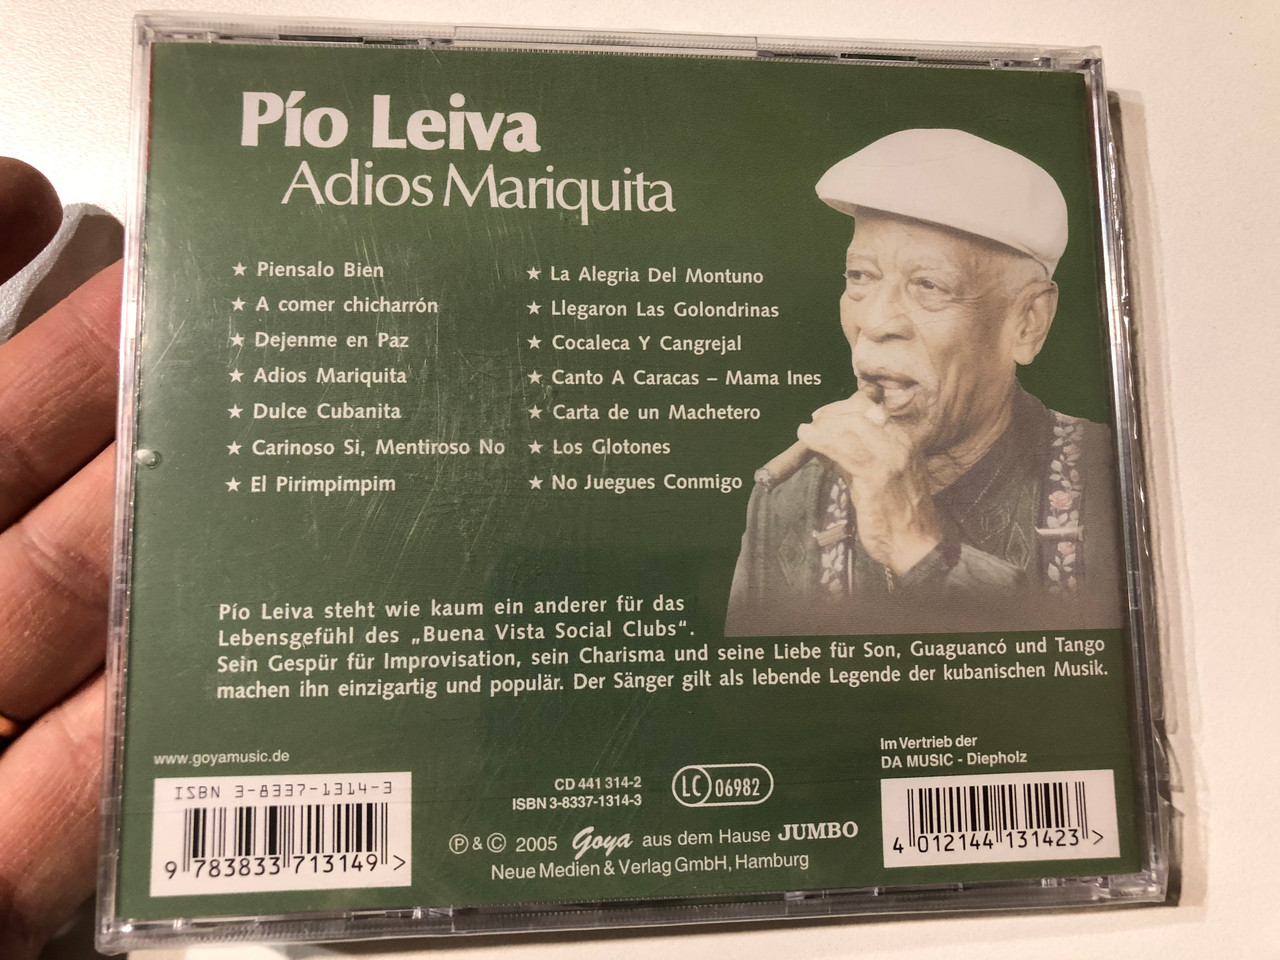 Pío Leiva
Adios Mariquita
★ Piensalo Bien
★ A comer chicharrón
★ Dejenme en Paz
★ Adios Mariquita
★ Dulce Cubanita
★ Carinoso Si, Mentiroso No
★ El Pirimpimpim
★ La Alegria Del Montuno
★ Llegaron Las Golondrinas
★ Cocaleca Y Cangrejal
★ Canto A Caracas – Mama Ines
★ Carta de un Machetero
★ Los Glotones
★ No Juegues Conmigo
Pío Leiva steht wie kaum ein anderer für das
Lebensgefühl des „Buena Vista Social Clubs“.
Sein Gespür für Improvisation, sein Charisma und seine Liebe für Son, Guaguancó und Tango
machen ihn einzigartig und populär. Der Sänger gilt als lebende Legende der kubanischen Musik.
www.goyamusic.de
ISBN 3-8337-1314-3
9 783833 713149 >
CD 441 314-2
ISBN 3-8337-1314-3
LC 06982
Ⓟ & © 2005 Goya aus dem Hause JUMBO
Neue Medien & Verlag GmbH, Hamburg
Im Vertrieb der
DA MUSIC - Diepholz
4 012144 131423 >